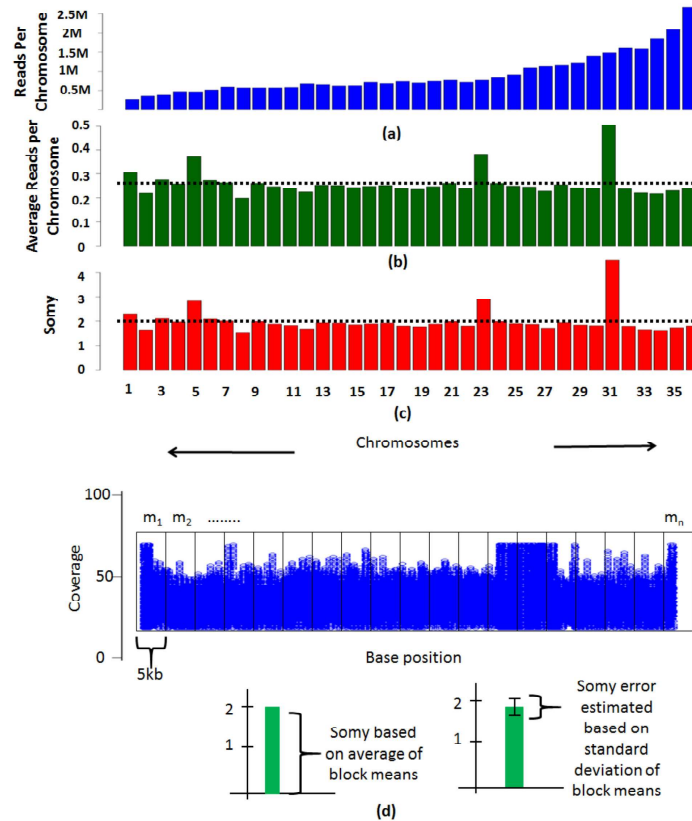 Reads Per
Chromosome
2.5M
2M
1.5M
1M
0.5M
(a)
Average Reads per
Chromosome
0.5
0.4
0.3
0.2
0.1
0
(b)
Somy
4
3
2
1
0
1 3 5 7 9 11 13 15 17 19 21 23 25 27 29 31 33 35
(c)
Chromosomes
Coverage
100
50
0
m1 m2 ........ mn
5kb
Base position
2
1
Somy based
on average of
block means
2
1
Somy error
estimated
based on
standard
deviation of
block means
(d)